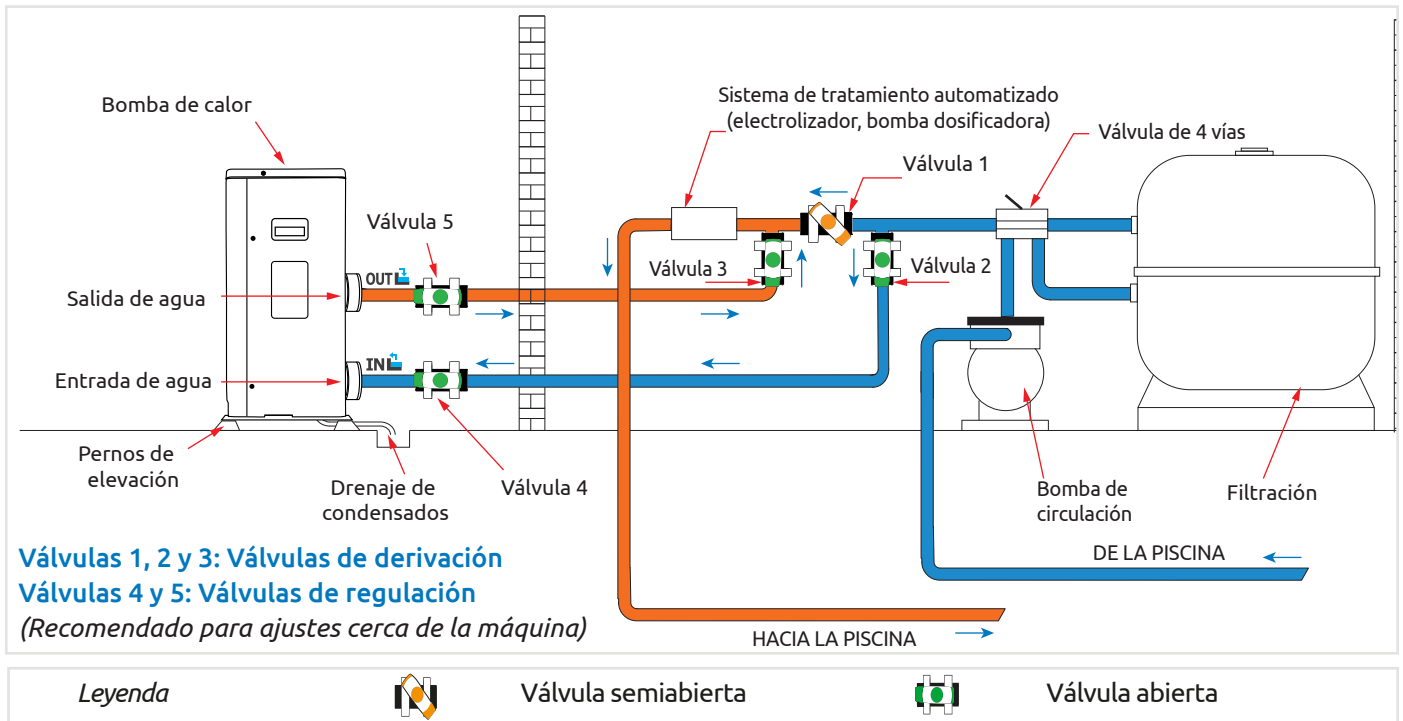 Bomba de calor
Sistema de tratamiento automatizado
(electrolizador, bomba dosificadora)
Válvula de 4 vías
Válvula 1
Válvula 5
Válvula 3
Válvula 2
OUT
Salida de agua
IN
Entrada de agua
Pernos de
elevación
Drenaje de
condensados
Válvula 4
Bomba de
circulación
Filtración
DE LA PISCINA
Válvulas 1, 2 y 3: Válvulas de derivación
Válvulas 4 y 5: Válvulas de regulación
(Recomendado para ajustes cerca de la máquina)
HACIA LA PISCINA
Leyenda
Válvula semiabierta
Válvula abierta